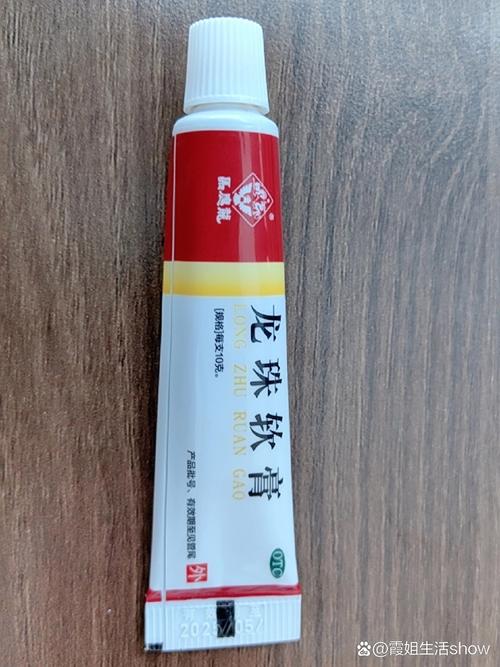 馬應龍
®
龙珠软膏
LONG ZHU RUAN GAO
[规格]每支10克。
产品批号、有效期至见管尾
外
OTC
2025/05/
@霞姐生活show